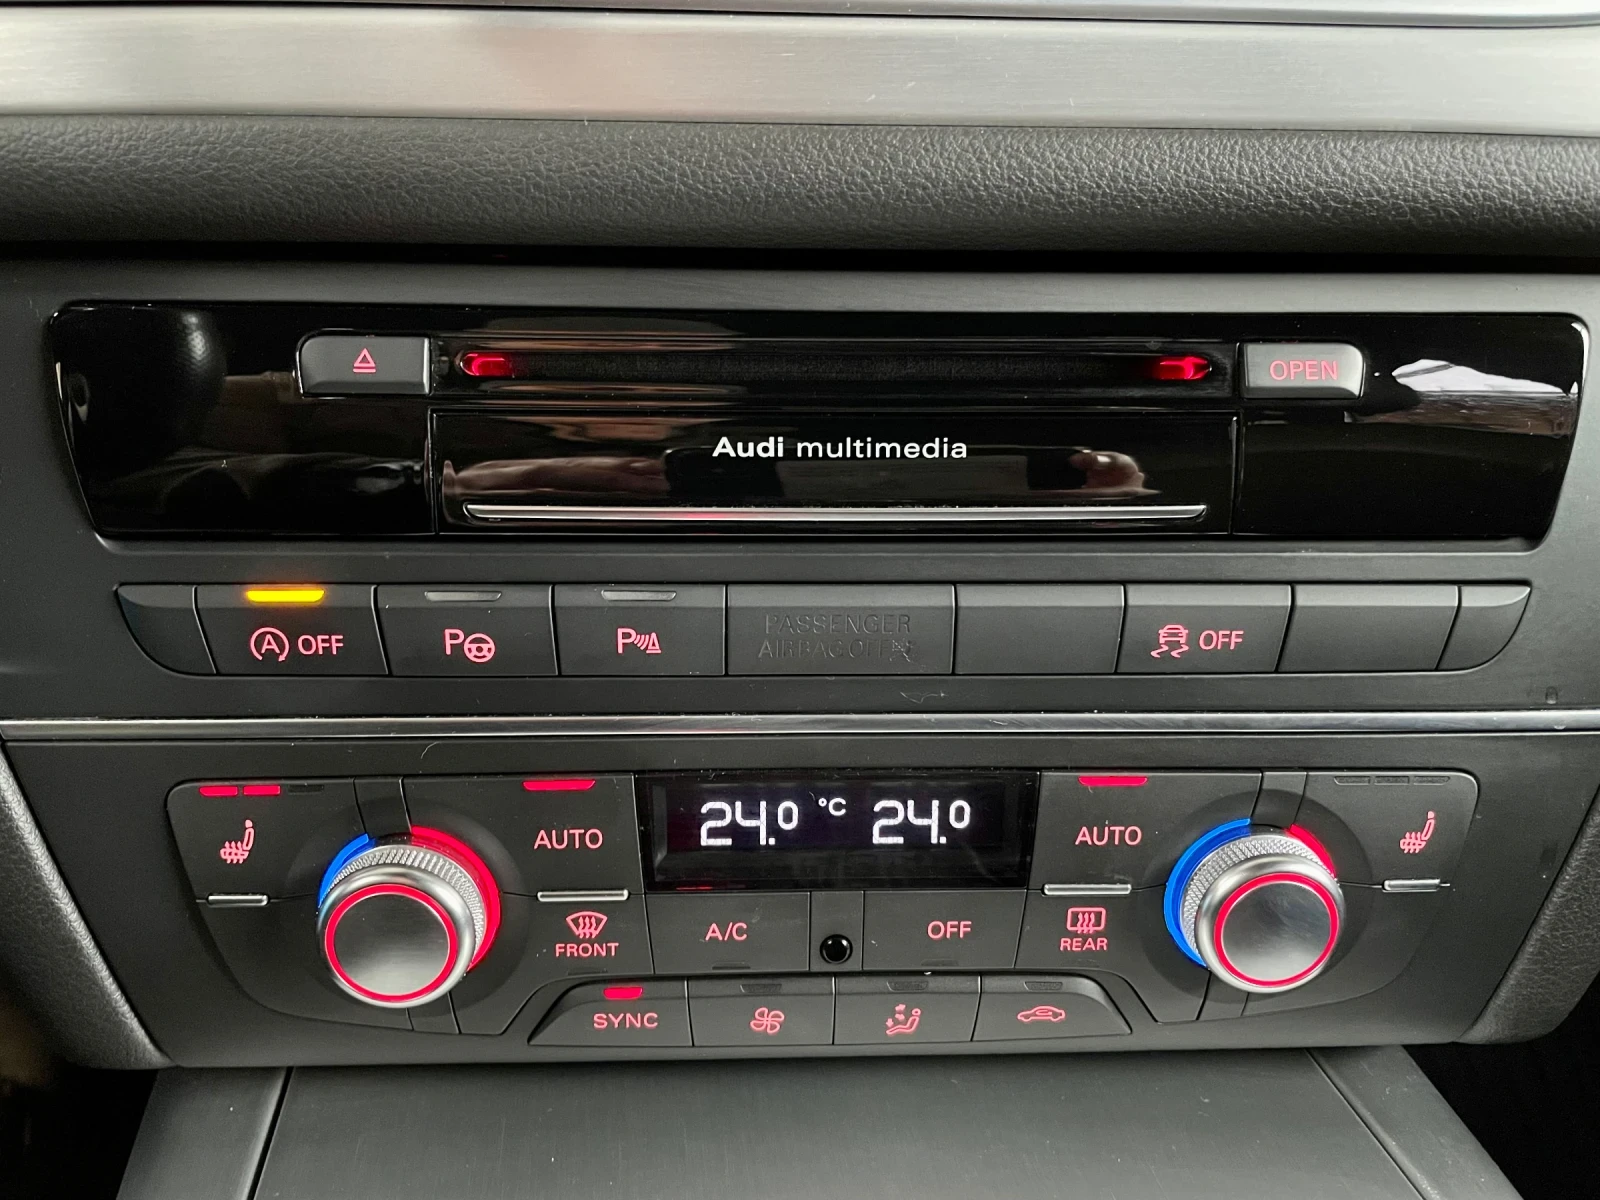 OPEN
Audi multimedia
A OFF
P
P
PASSENGER
AIRBAG OFF
OFF
24.0 °C 24.0
AUTO
AUTO
FRONT
A/C
OFF
REAR
SYNC